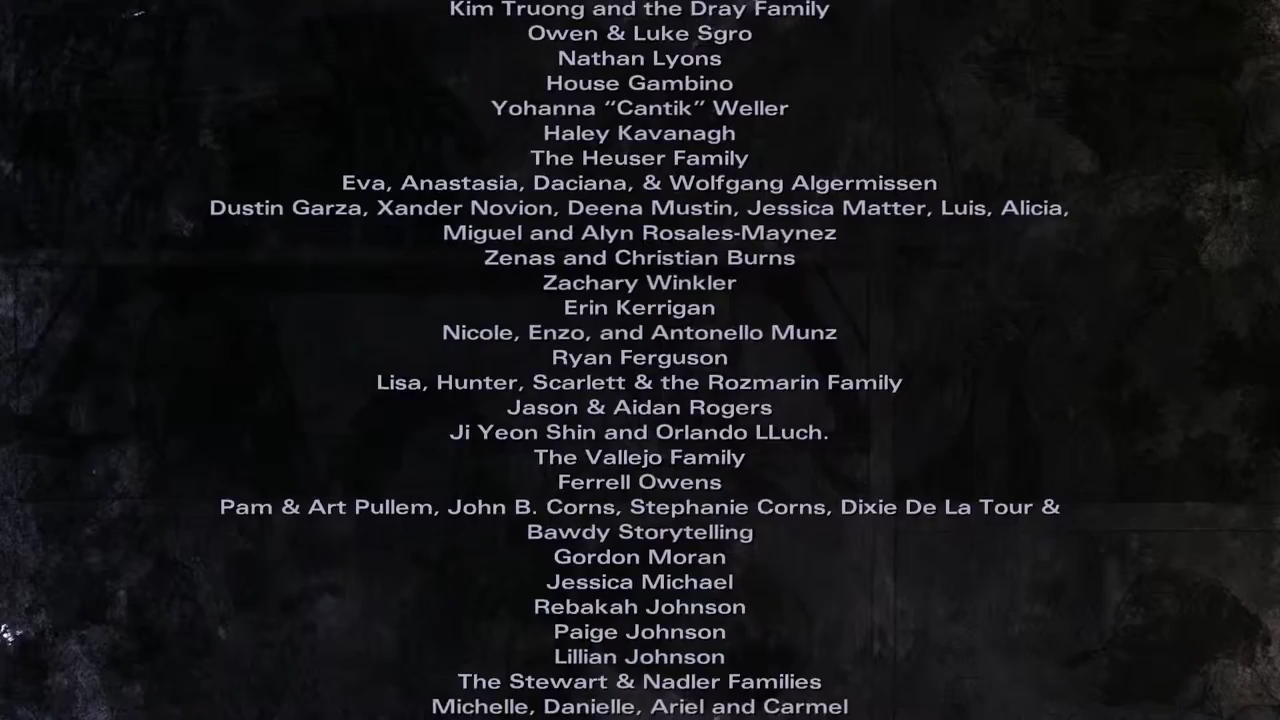 Kim Truong and the Dray Family
Owen & Luke Sgro
Nathan Lyons
House Gambino
Yohanna “Cantik” Weller
Haley Kavanagh
The Heuser Family
Eva, Anastasia, Daciana, & Wolfgang Algermissen
Dustin Garza, Xander Novion, Deena Mustin, Jessica Matter, Luis, Alicia,
Miguel and Alyn Rosales-Maynez
Zenas and Christian Burns
Zachary Winkler
Erin Kerrigan
Nicole, Enzo, and Antonello Munz
Ryan Ferguson
Lisa, Hunter, Scarlett & the Rozmarin Family
Jason & Aidan Rogers
Ji Yeon Shin and Orlando LLuch.
The Vallejo Family
Ferrell Owens
Pam & Art Pullem, John B. Corns, Stephanie Corns, Dixie De La Tour &
Bawdy Storytelling
Gordon Moran
Jessica Michael
Rebakah Johnson
Paige Johnson
Lillian Johnson
The Stewart & Nadler Families
Michelle, Danielle, Ariel and Carmel